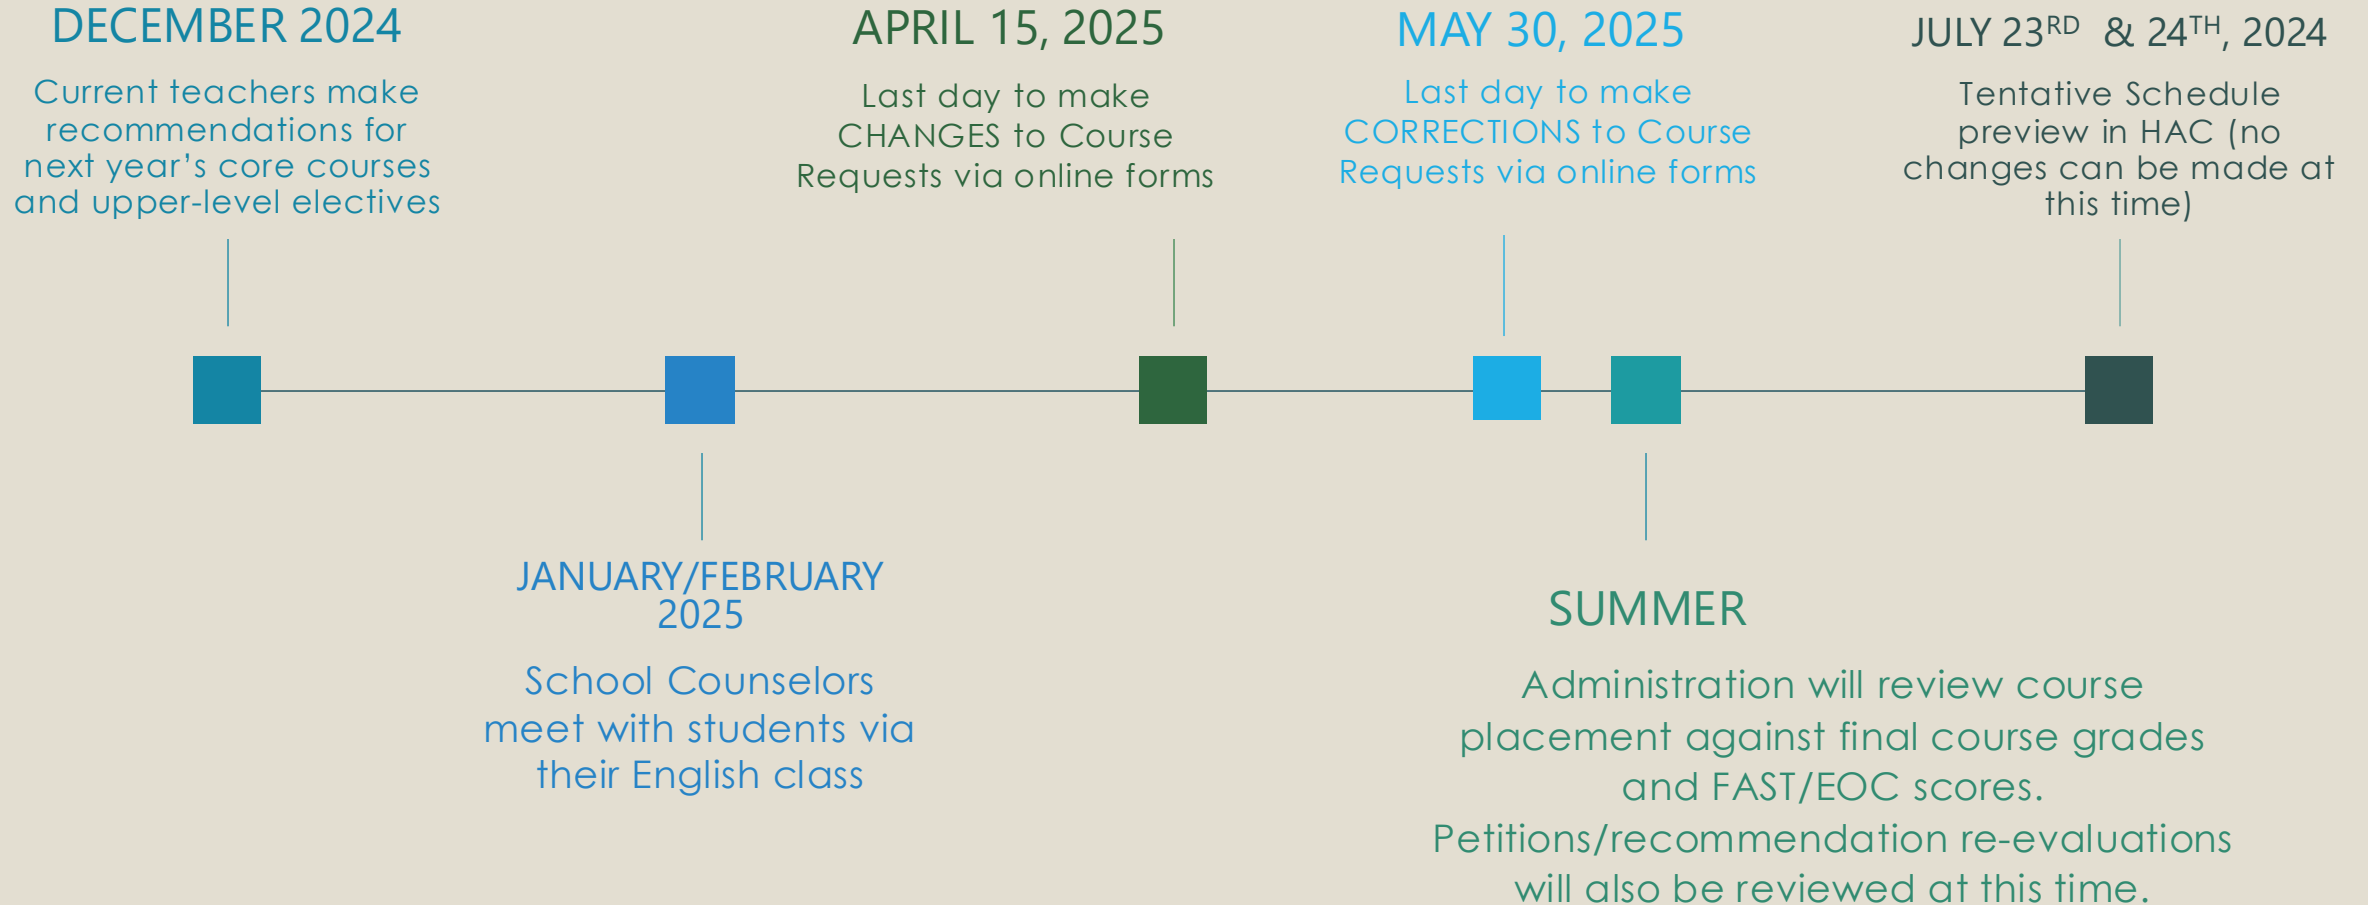 DECEMBER 2024
Current teachers make
recommendations for
next year’s core courses
and upper-level electives
JANUARY/FEBRUARY
2025
School Counselors
meet with students via
their English class
APRIL 15, 2025
Last day to make
CHANGES to Course
Requests via online forms
MAY 30, 2025
Last day to make
CORRECTIONS to Course
Requests via online forms
SUMMER
Administration will review course
placement against final course grades
and FAST/EOC scores.
Petitions/recommendation re-evaluations
will also be reviewed at this time.
JULY 23RD & 24TH, 2024
Tentative Schedule
preview in HAC (no
changes can be made at
this time)